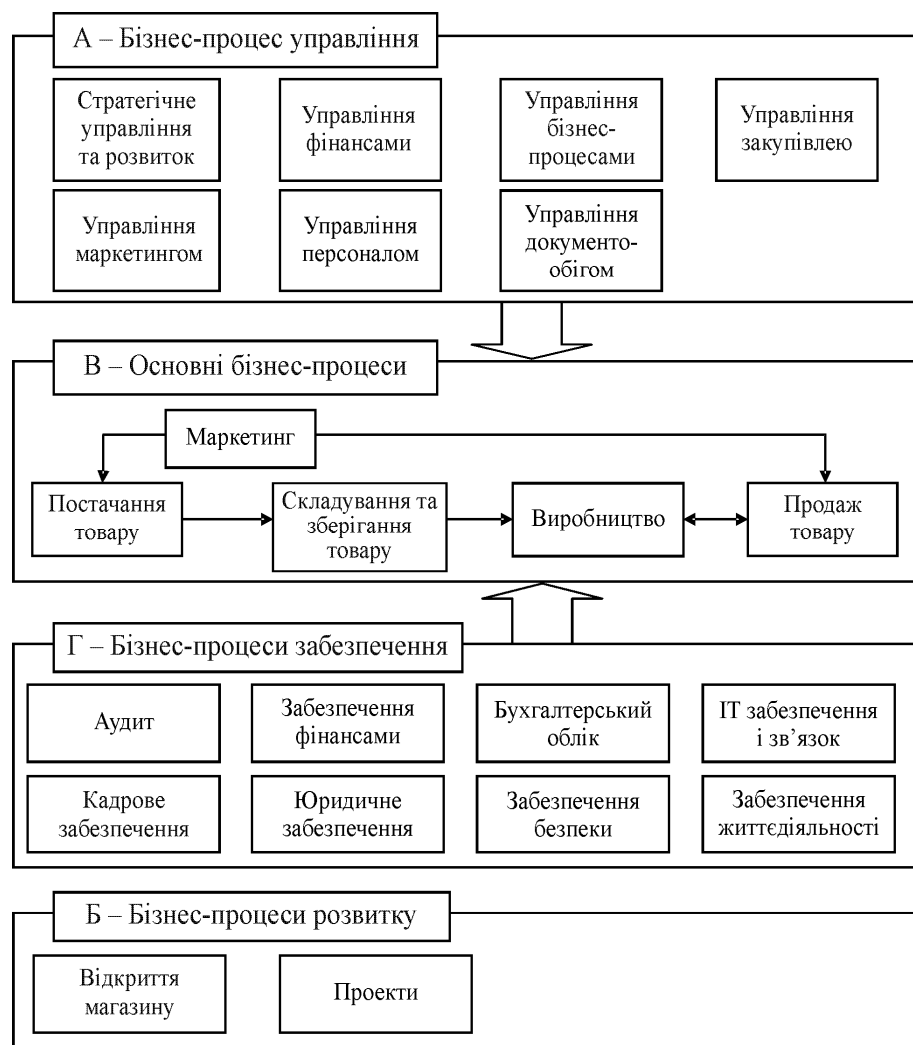 А – Бізнес-процес управління
Стратегічне
управління
та розвиток
Управління
фінансами
Управління
бізнес-
процесами
Управління
закупівлею
Управління
маркетингом
Управління
персоналом
Управління
документо-
обігом
В – Основні бізнес-процеси
Маркетинг
Постачання
товару
Складування та
зберігання
товару
Виробництво
Продаж
товару
Г – Бізнес-процеси забезпечення
Аудит
Забезпечення
фінансами
Бухгалтерський
облік
ІТ забезпечення
і зв’язок
Кадрове
забезпечення
Юридичне
забезпечення
Забезпечення
безпеки
Забезпечення
життєдіяльності
Б – Бізнес-процеси розвитку
Відкриття
магазину
Проекти